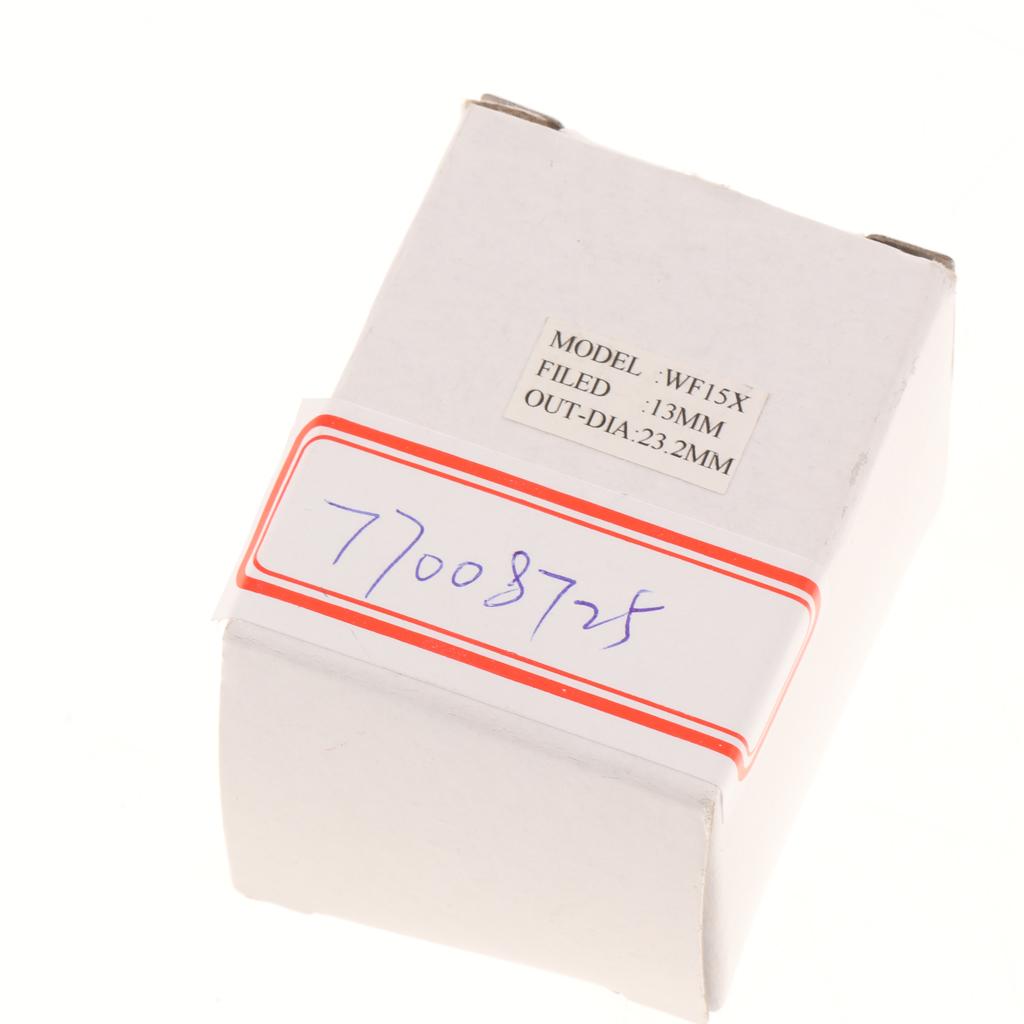 MODEL :WF15X
FILED :13MM
OUT-DIA:23.2MM
77008725